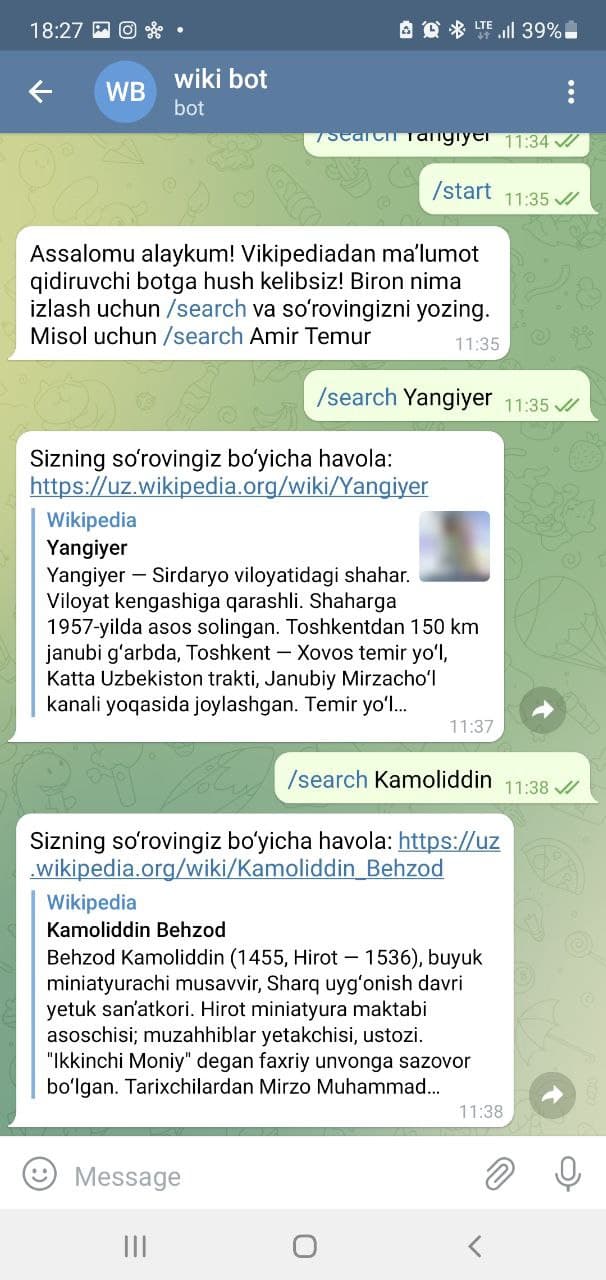 18:27
LTE
39%
WB
wiki bot
bot
/search Yangiyer 11:34
/start 11:35
Assalomu alaykum! Vikipediadan ma’lumot
qidiruvchi botga hush kelibsiz! Biron nima
izlash uchun /search va so‘rovingizni yozing.
Misol uchun /search Amir Temur
11:35
/search Yangiyer 11:35
Sizning so‘rovingiz bo‘yicha havola:
https://uz.wikipedia.org/wiki/Yangiyer
Wikipedia
Yangiyer
Yangiyer — Sirdaryo viloyatidagi shahar.
Viloyat kengashiga qarashli. Shaharga
1957-yilda asos solingan. Toshkentdan 150 km
janubi g‘arbda, Toshkent — Xovos temir yo‘l,
Katta Uzbekiston trakti, Janubiy Mirzacho‘l
kanali yoqasida joylashgan. Temir yo‘l...
11:37
/search Kamoliddin 11:38
Sizning so‘rovingiz bo‘yicha havola: https://uz
.wikipedia.org/wiki/Kamoliddin_Behzod
Wikipedia
Kamoliddin Behzod
Behzod Kamoliddin (1455, Hirot — 1536), buyuk
miniatyurachi musavvir, Sharq uyg‘onish davri
yetuk san’atkori. Hirot miniatyura maktabi
asoschisi; muzahhiblar yetakchisi, ustozi.
"Ikkinchi Moniy" degan faxriy unvonga sazovor
bo‘lgan. Tarixchilardan Mirzo Muhammad...
11:38
Message